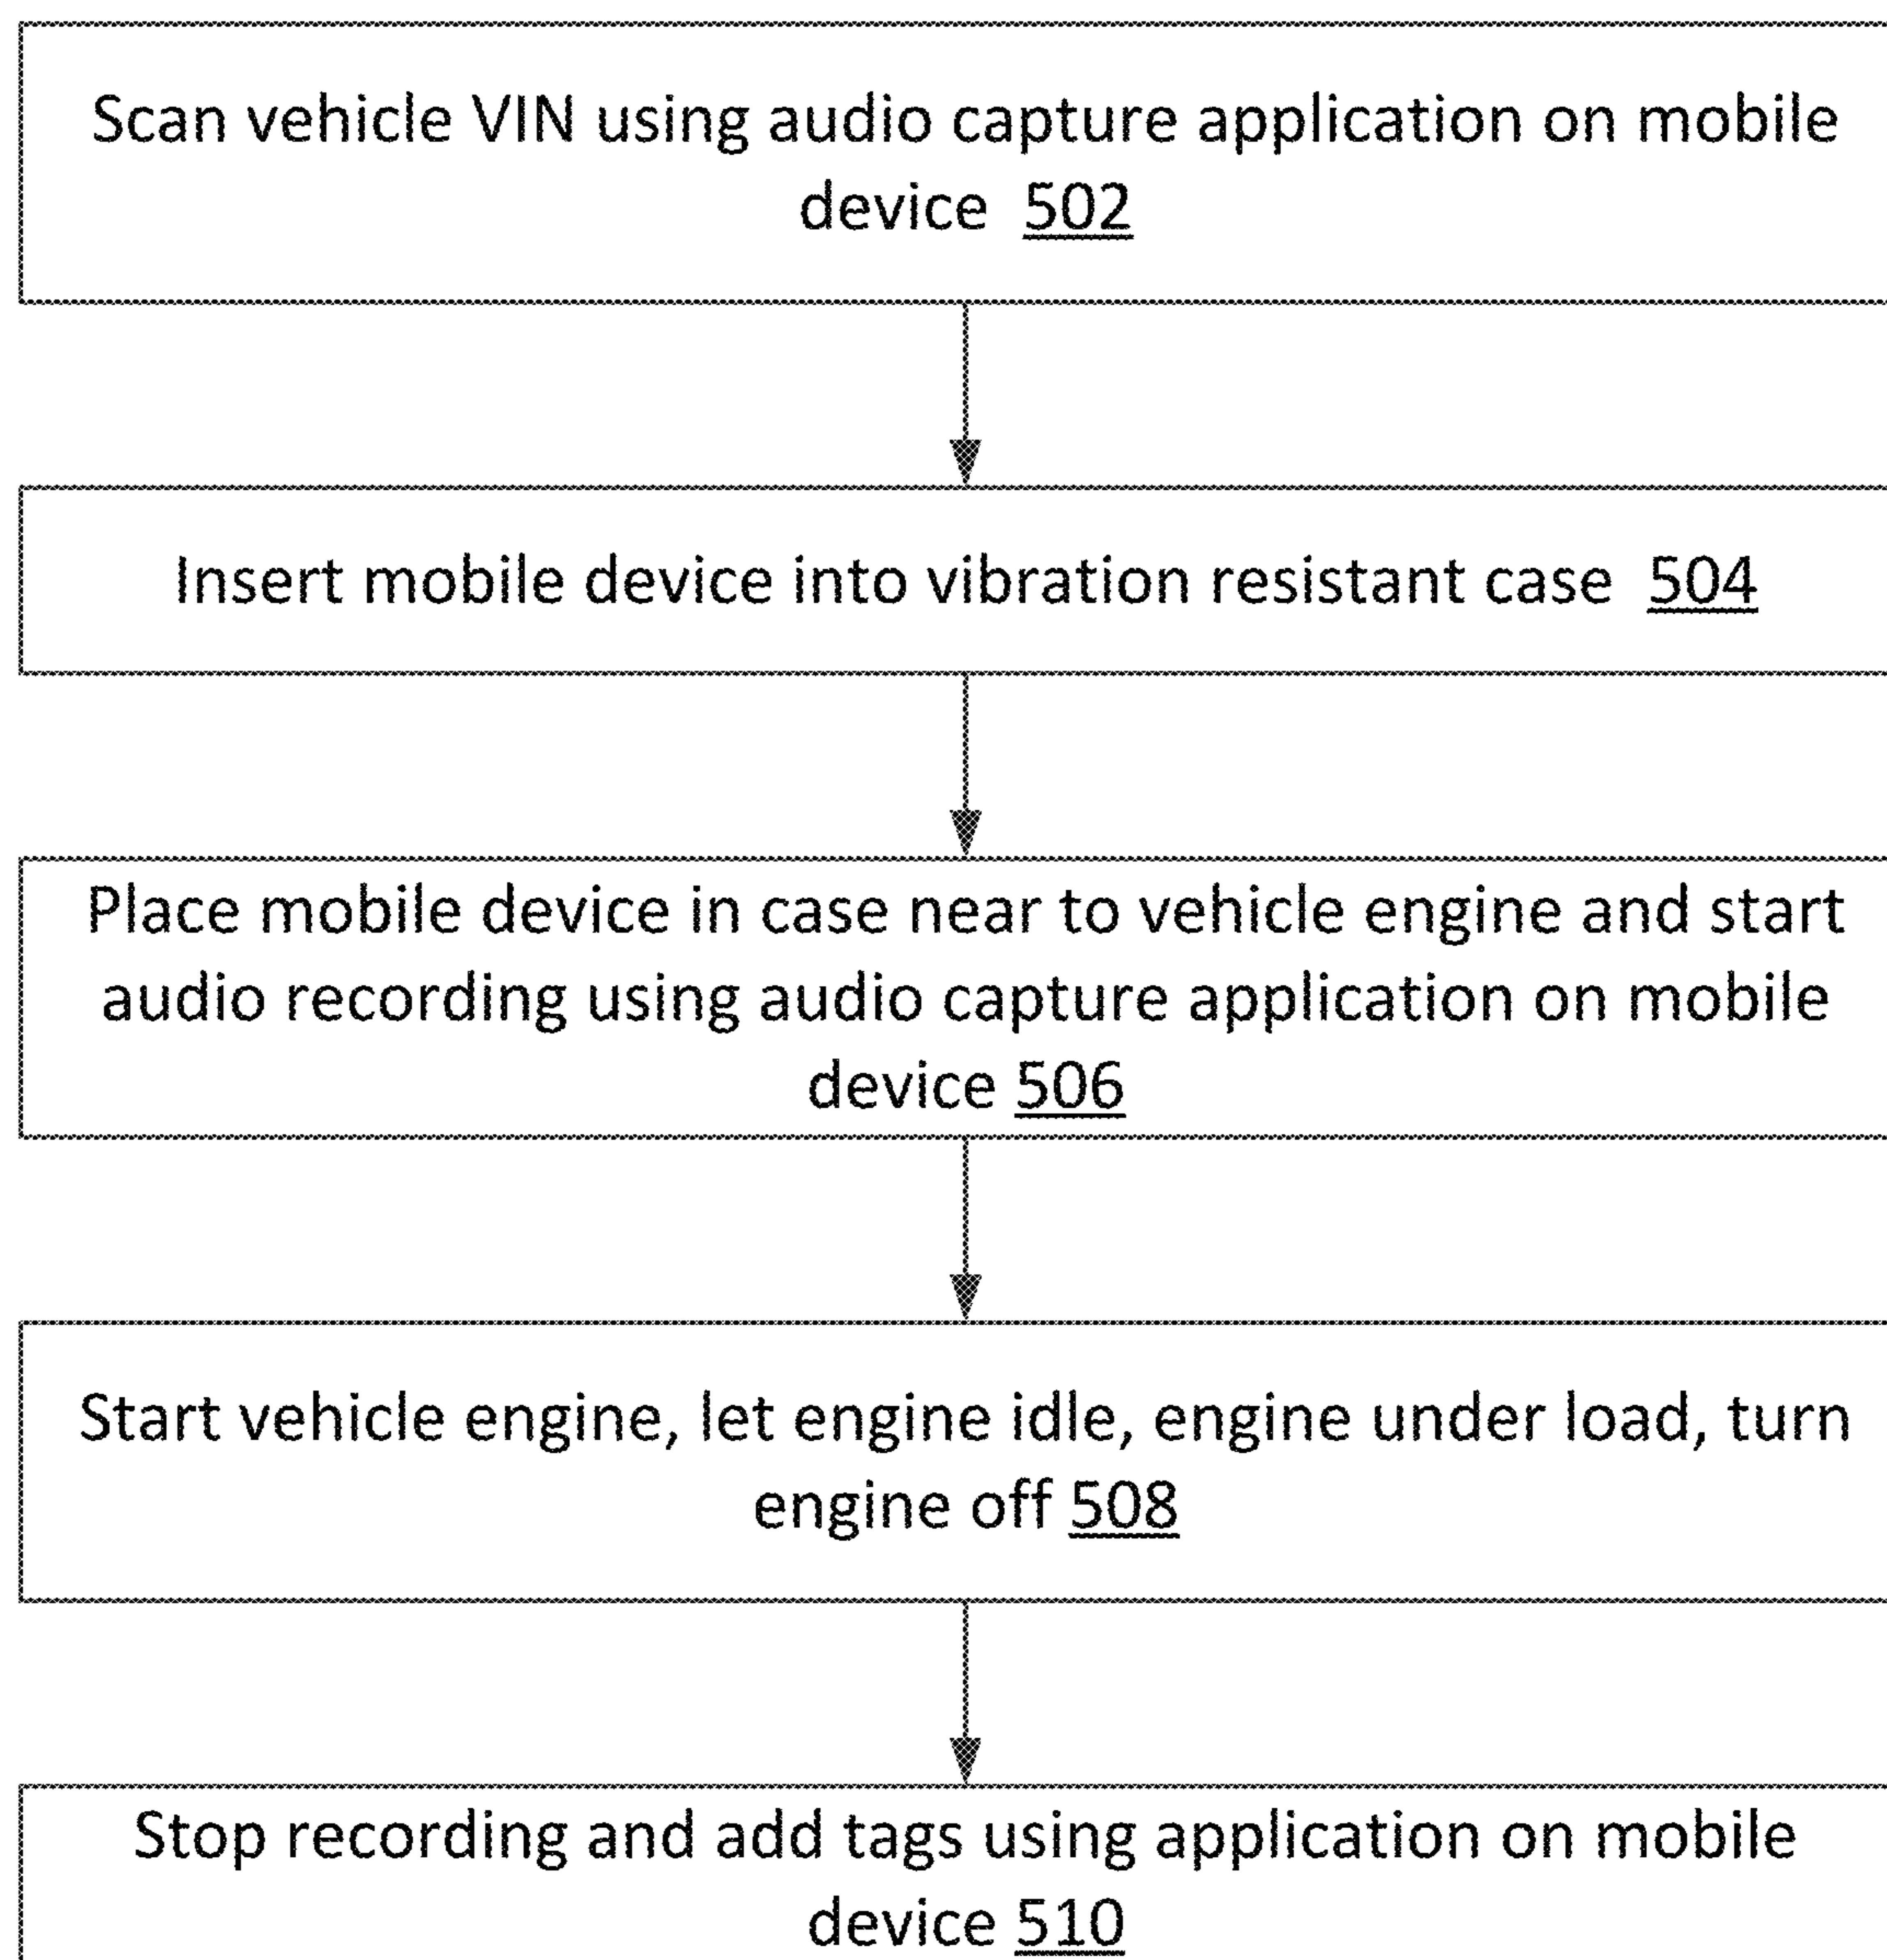 Scan vehicle VIN using audio capture application on mobile
device 502
Insert mobile device into vibration resistant case 504
Place mobile device in case near to vehicle engine and start
audio recording using audio capture application on mobile
device 506
Start vehicle engine, let engine idle, engine under load, turn
engine off 508
Stop recording and add tags using application on mobile
device 510